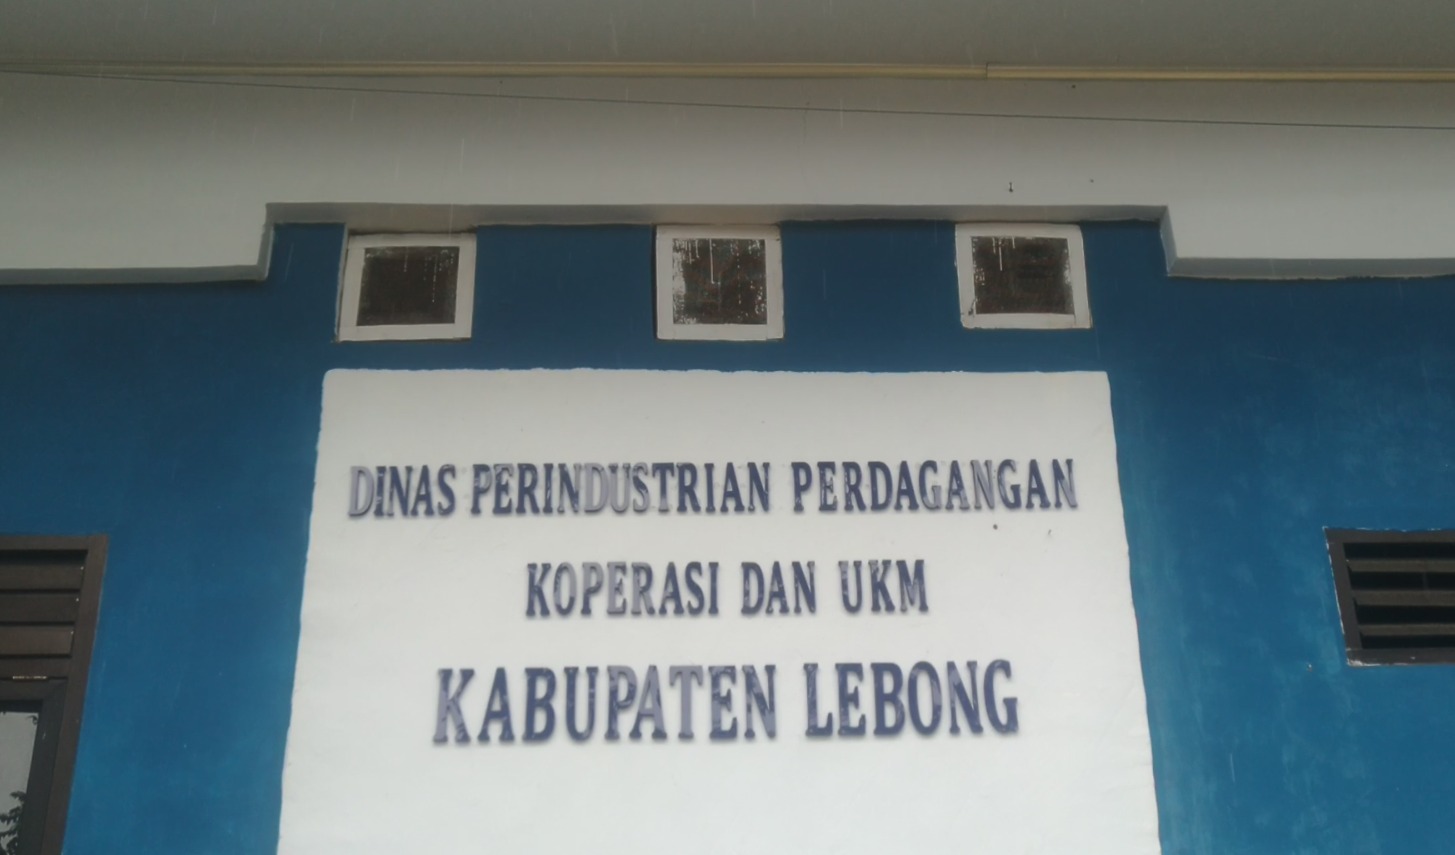 DINAS PERINDUSTRIAN PERDAGANGAN
KOPERASI DAN UKM
KABUPATEN LEBONG